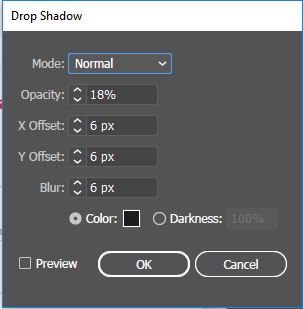 Drop Shadow
Mode: Normal
Opacity: 18%
X Offset: 6 px
Y Offset: 6 px
Blur: 6 px
Color: Darkness: 100%
Preview OK Cancel